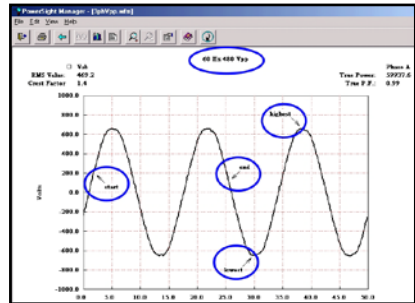 PowerSight Manager - [3phVpp.wfm]
File Edit View Help
60 Hz 480 Vpp
Vab
RMS Value: 469.2
Crest Factor 1.4
Phase A
True Power: 59937.6
True P.F.: 0.99
1000.0
800.0
600.0
400.0
200.0
0.0
-200.0
-400.0
-600.0
-800.0
-1000.0
Volts
highest
start
end
lowest
0.0 5.0 10.0 15.0 20.0 25.0 30.0 35.0 40.0 45.0 50.0